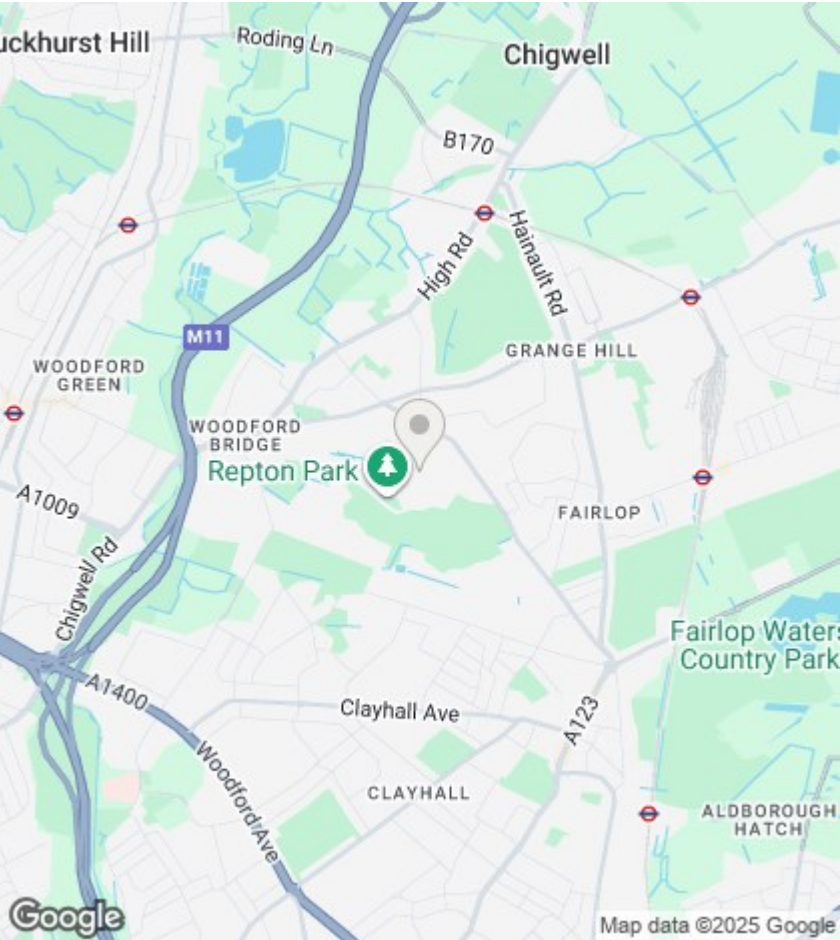 uckhurst Hill
Roding Ln
Chigwell
B170
High Rd
Hainault Rd
M11
GRANGE HILL
WOODFORD
GREEN
WOODFORD
BRIDGE
Repton Park
A1009
FAIRLOP
Chigwell Rd
Fairlop Waters
Country Park
A1400
Clayhall Ave
A123
Woodford Ave
CLAYHALL
ALDBOROUGH
HATCH
Google
Map data ©2025 Google